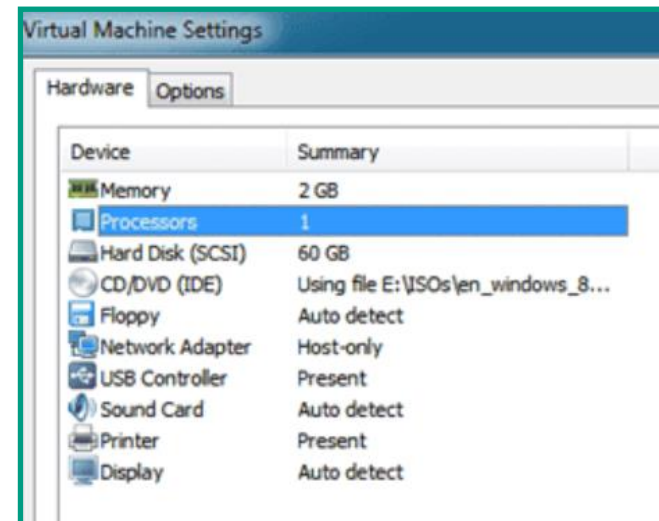 Virtual Machine Settings
Hardware Options
Device Summary
Memory 2 GB
Processors 1
Hard Disk (SCSI) 60 GB
CD/DVD (IDE) Using file E:\ISOs\en_windows_8...
Floppy Auto detect
Network Adapter Host-only
USB Controller Present
Sound Card Auto detect
Printer Present
Display Auto detect